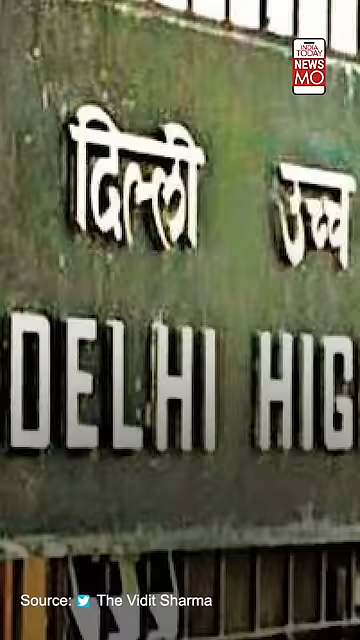 INDIA
TODAY
NEWS
MO
दिल्ली उच्च
DELHI HIG
Source: The Vidit Sharma